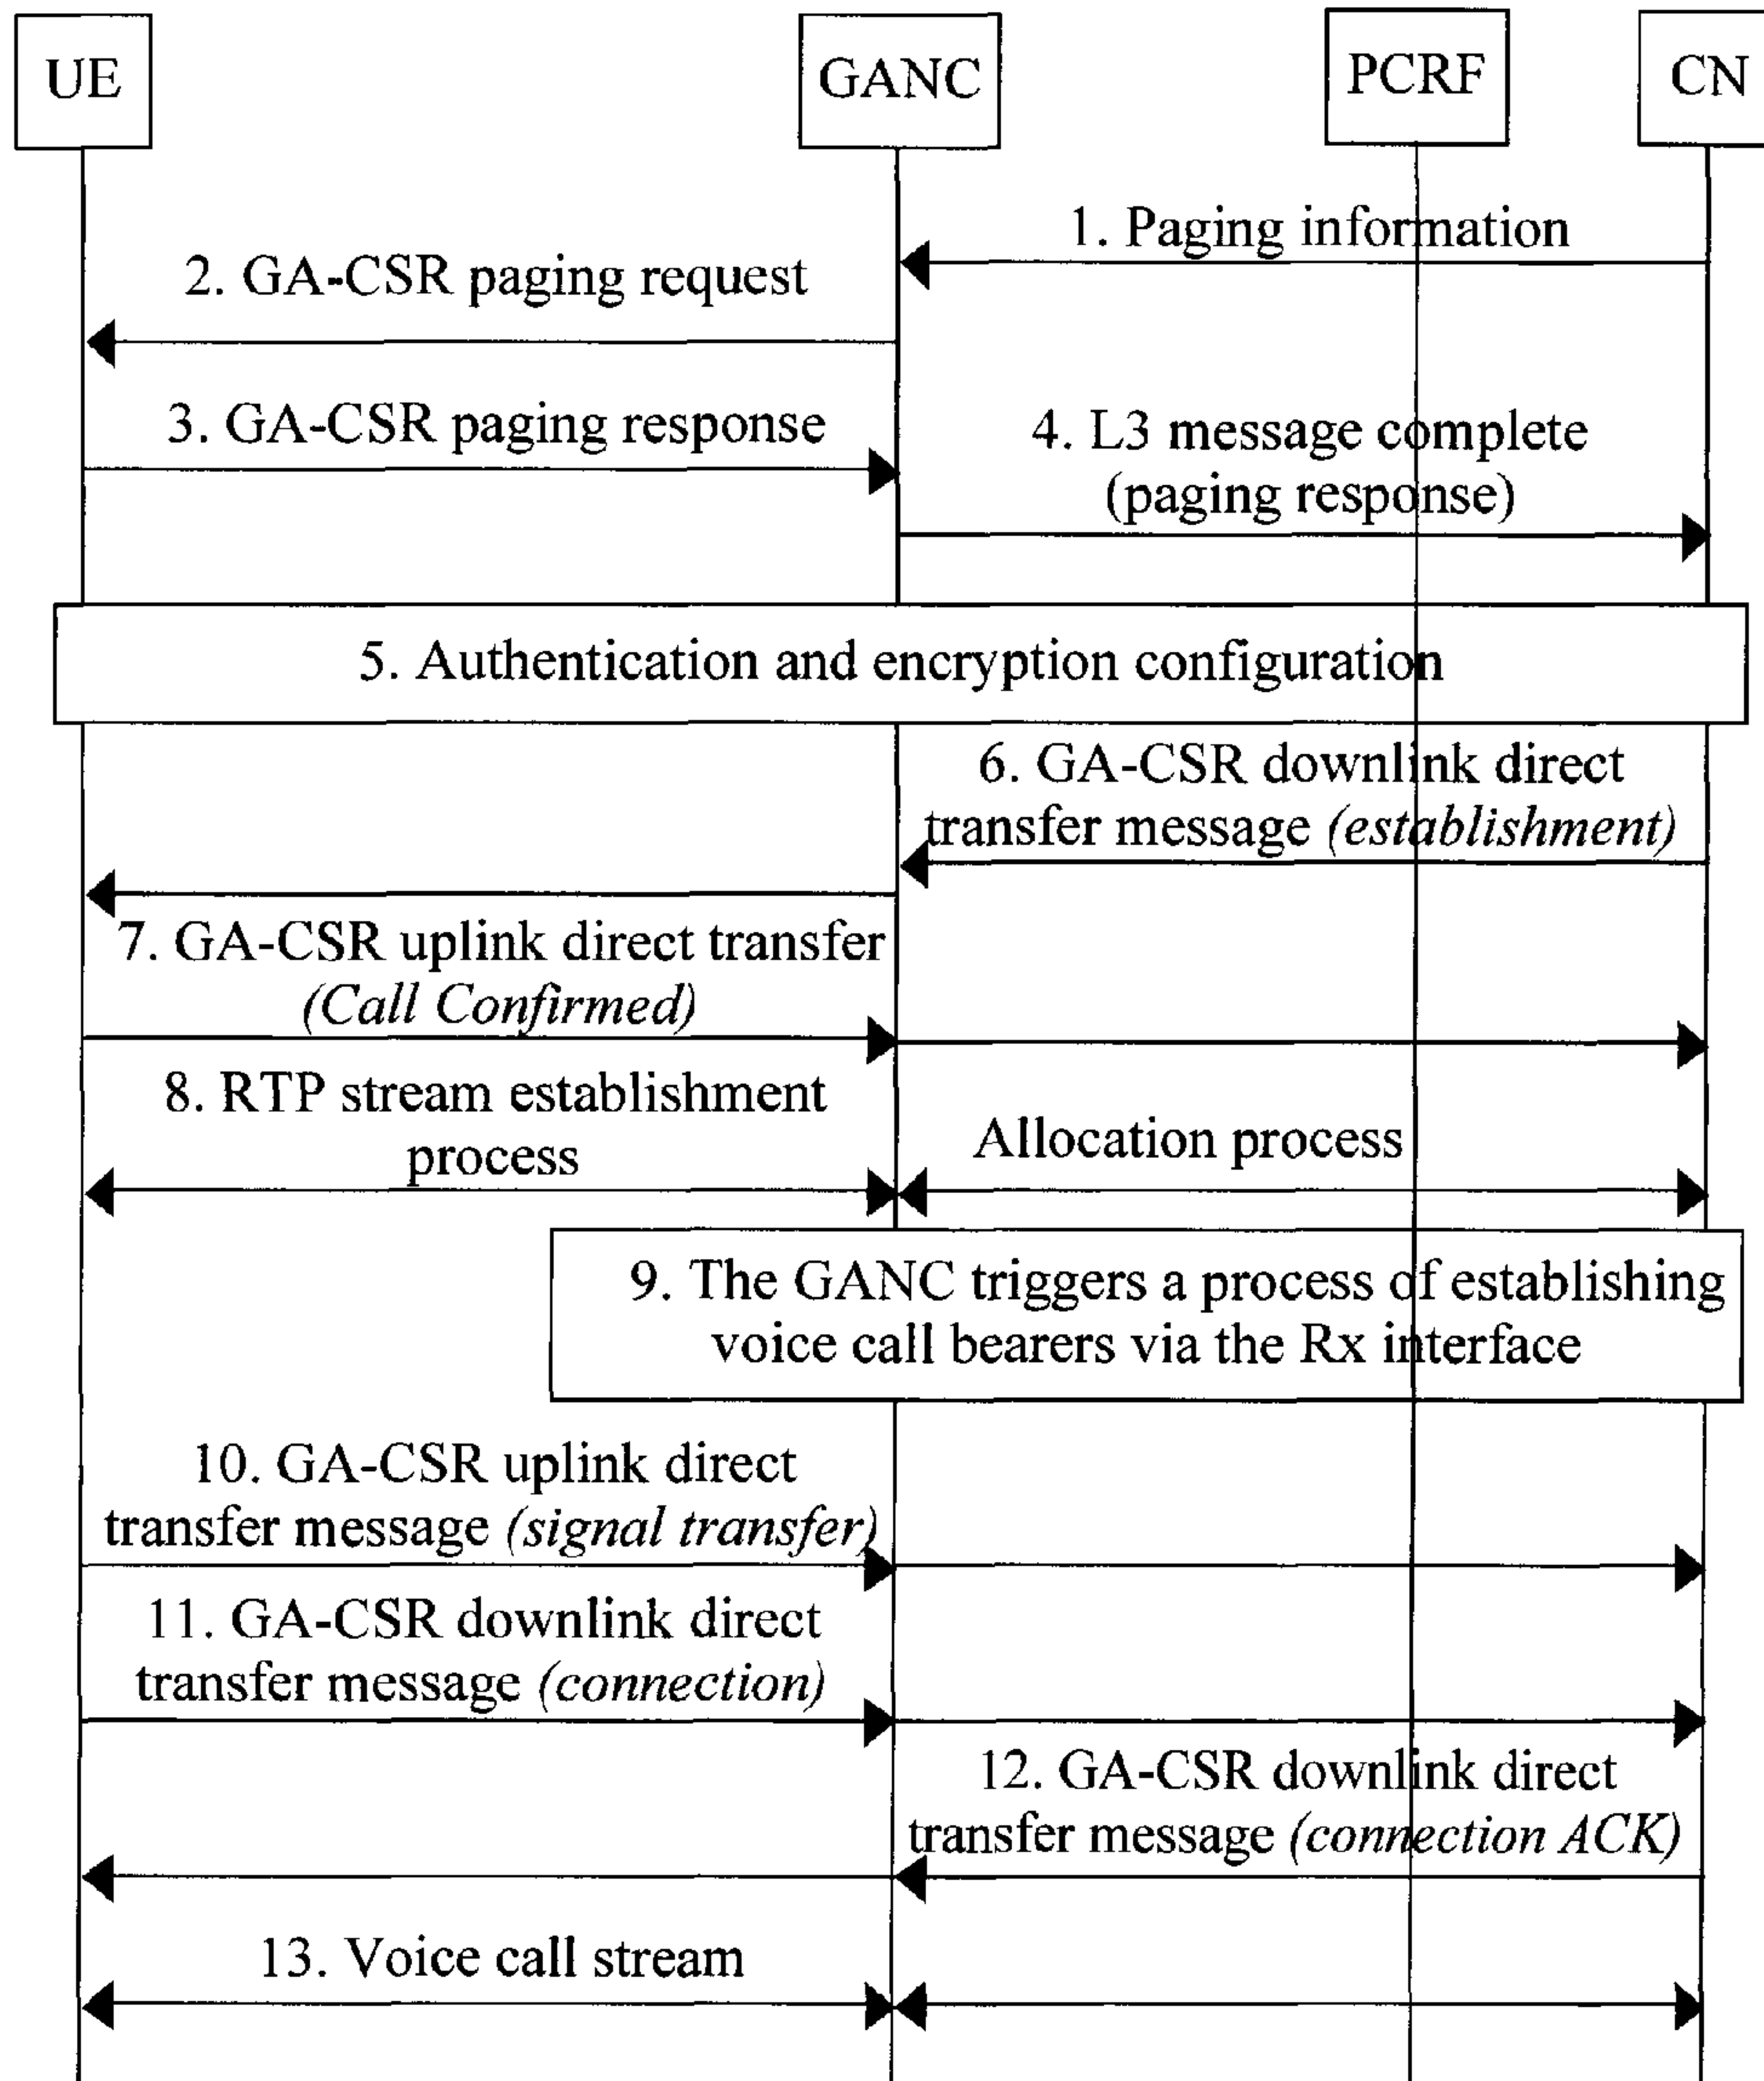 UE
GANC
PCRF
CN
1. Paging information
2. GA-CSR paging request
3. GA-CSR paging response
4. L3 message complete
(paging response)
5. Authentication and encryption configuration
6. GA-CSR downlink direct
transfer message (establishment)
7. GA-CSR uplink direct transfer
(Call Confirmed)
8. RTP stream establishment
process
Allocation process
9. The GANC triggers a process of establishing
voice call bearers via the Rx interface
10. GA-CSR uplink direct
transfer message (signal transfer)
11. GA-CSR downlink direct
transfer message (connection)
12. GA-CSR downlink direct
transfer message (connection ACK)
13. Voice call stream